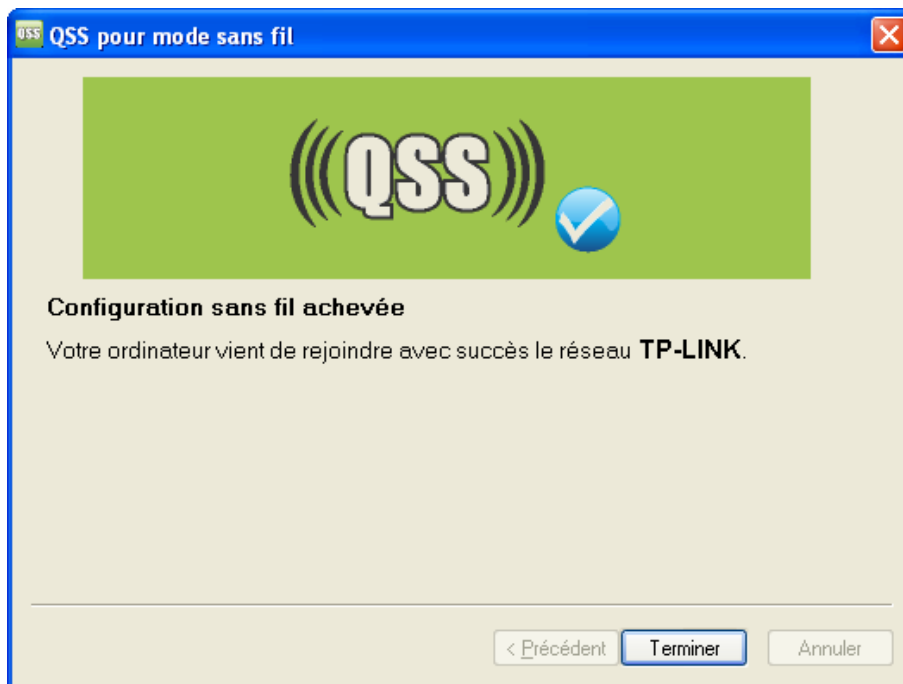 QSS QSS pour mode sans fil
(((QSS)))
Configuration sans fil achevée
Votre ordinateur vient de rejoindre avec succès le réseau TP-LINK.
< Précédent Terminer Annuler